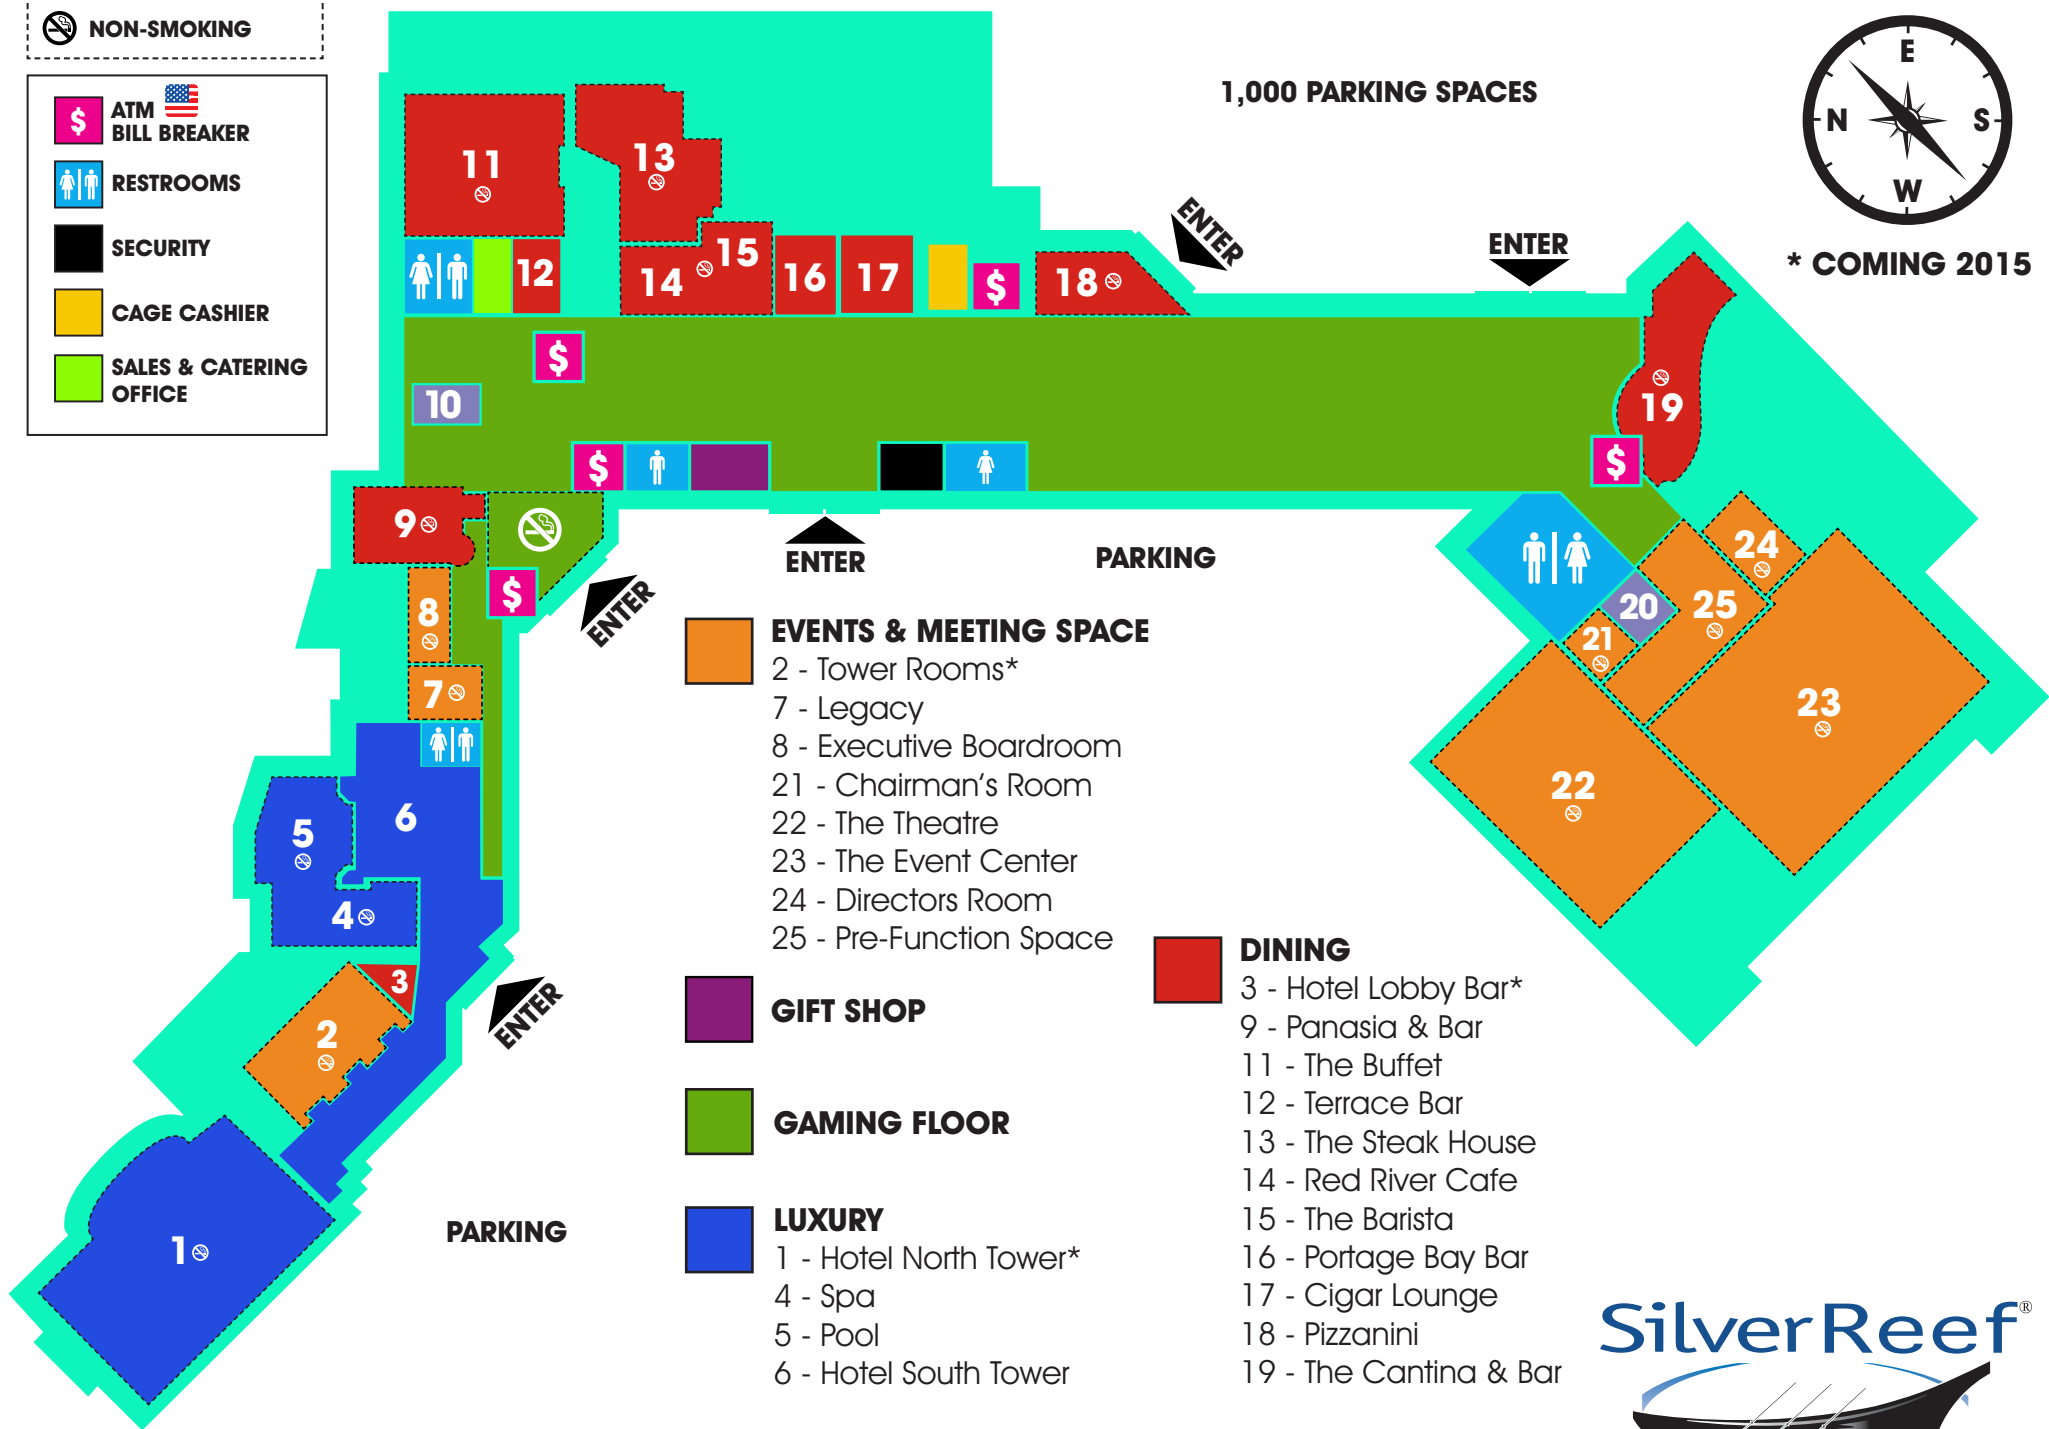 NON-SMOKING
$
ATM
BILL BREAKER
RESTROOMS
SECURITY
CAGE CASHIER
SALES & CATERING
OFFICE
1,000 PARKING SPACES
E
N
S
W
* COMING 2015
11
13
12
14
15
16
17
$
18
ENTER
ENTER
$
10
19
$
$
9
ENTER
PARKING
24
$
ENTER
8
20
25
21
7
23
22
6
5
4
3
ENTER
2
1
PARKING
EVENTS & MEETING SPACE
2 - Tower Rooms*
7 - Legacy
8 - Executive Boardroom
21 - Chairman's Room
22 - The Theatre
23 - The Event Center
24 - Directors Room
25 - Pre-Function Space
GIFT SHOP
GAMING FLOOR
LUXURY
1 - Hotel North Tower*
4 - Spa
5 - Pool
6 - Hotel South Tower
DINING
3 - Hotel Lobby Bar*
9 - Panasia & Bar
11 - The Buffet
12 - Terrace Bar
13 - The Steak House
14 - Red River Cafe
15 - The Barista
16 - Portage Bay Bar
17 - Cigar Lounge
18 - Pizzanini
19 - The Cantina & Bar
SilverReef®